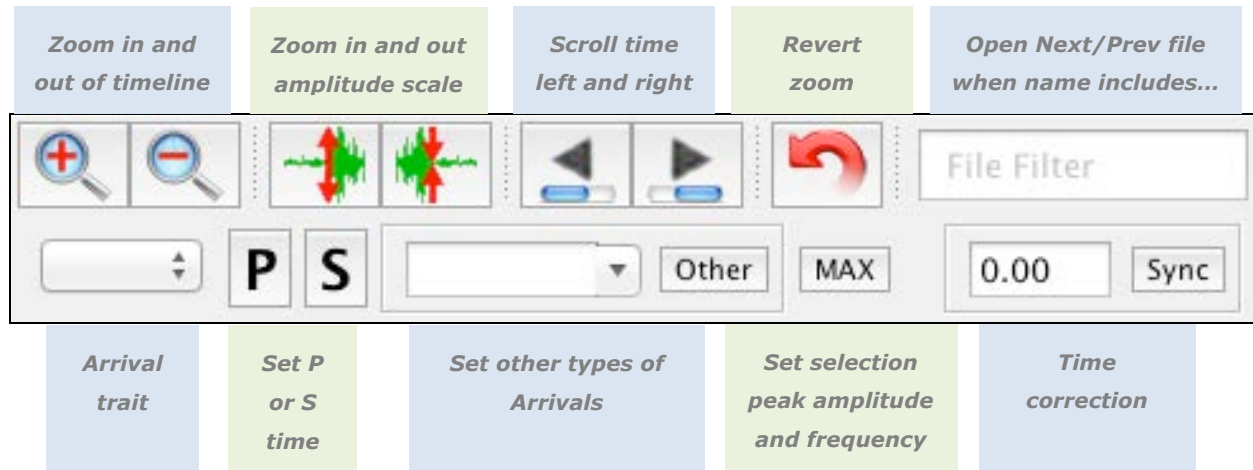 Zoom in and
out of timeline
Zoom in and out
amplitude scale
Scroll time
left and right
Revert
zoom
Open Next/Prev file
when name includes...
File Filter
P
S
Other
MAX
0.00
Sync
Arrival
trait
Set P
or S
time
Set other types of
Arrivals
Set selection
peak amplitude
and frequency
Time
correction